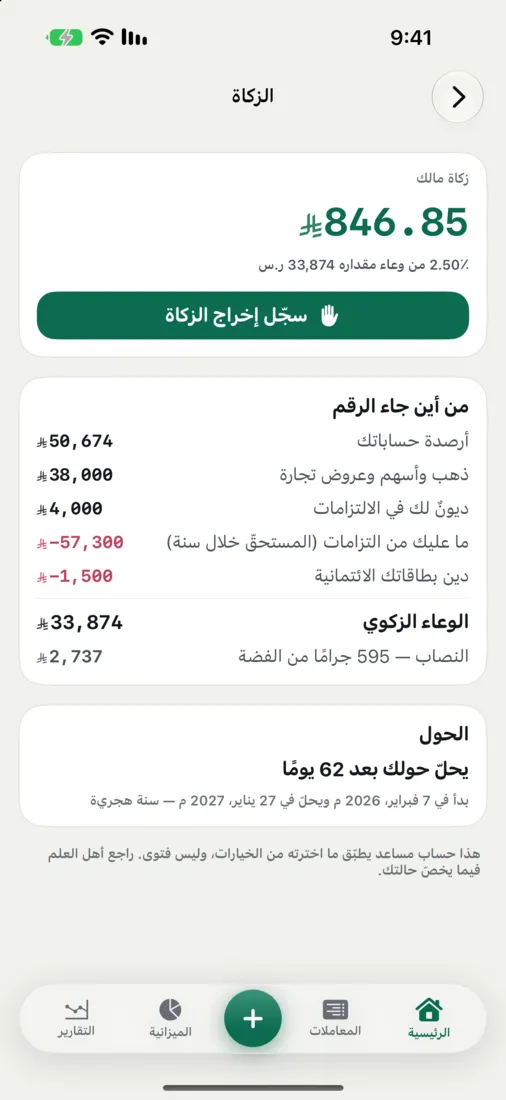 9:41
الزكاة
زكاة مالك
846.85
2.50٪ من وعاء مقداره 33,874 ر.س
سجّل إخراج الزكاة
من أين جاء الرقم
أرصدة حساباتك 50,674
ذهب وأسهم وعروض تجارة 38,000
ديونٌ لك في الالتزامات 4,000
ما عليك من التزامات (المستحقّ خلال سنة) −57,300
دين بطاقاتك الائتمانية −1,500
الوعاء الزكوي 33,874
النصاب — 595 جرامًا من الفضة 2,737
الحول
يحلّ حولك بعد 62 يومًا
بدأ في 7 فبراير، 2026 م ويحلّ في 27 يناير، 2027 م — سنة هجرية
هذا حساب مساعد يطبّق ما اخترته من الخيارات، وليس فتوى. راجع أهل العلم
فيما يخصّ حالتك.
الرئيسية
المعاملات
الميزانية
التقارير